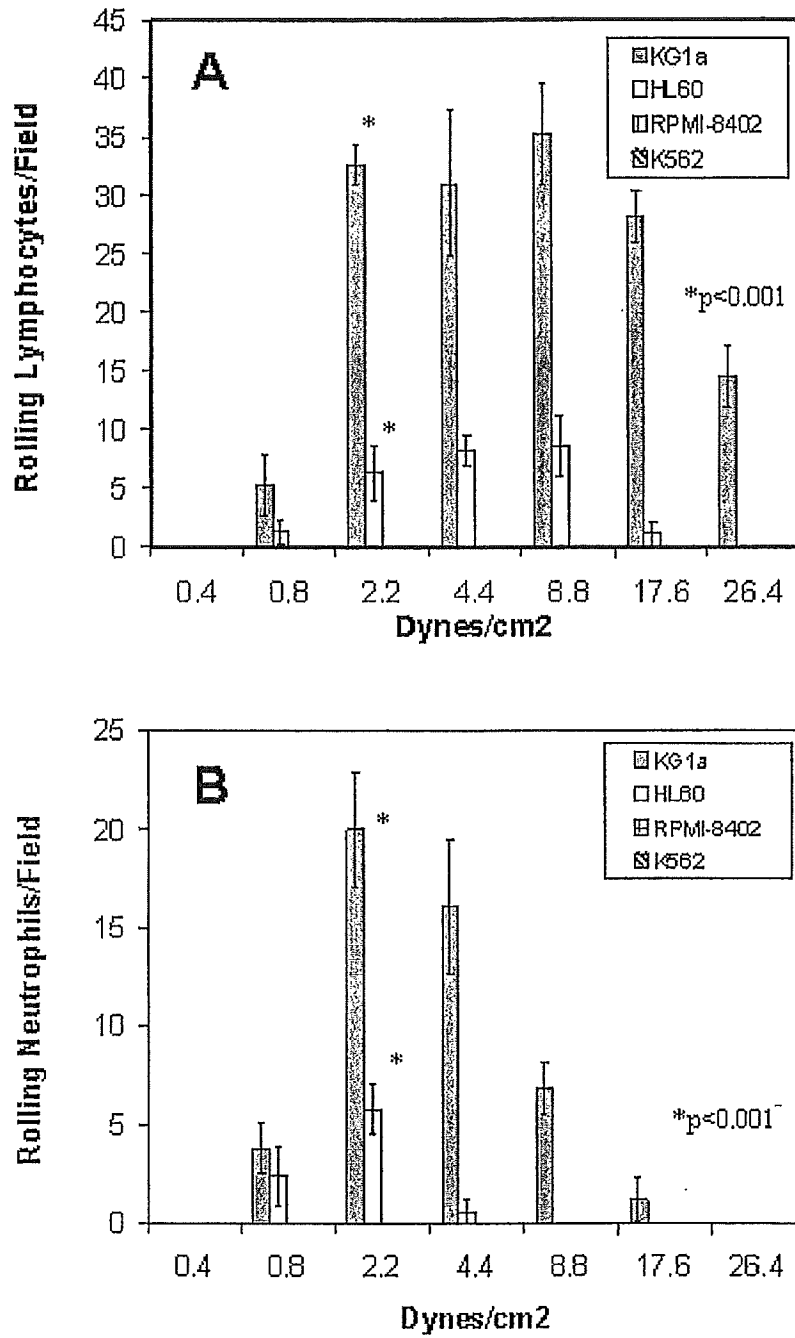 A
45
40
35
30
25
20
15
10
5
0
Rolling Lymphocytes/Field
KG1a
HL60
RPMI-8402
K562
*
*
*p<0.001
0.4 0.8 2.2 4.4 8.8 17.6 26.4
Dynes/cm2
B
25
20
15
10
5
0
Rolling Neutrophils/Field
KG1a
HL60
RPMI-8402
K562
*
*
*p<0.001
0.4 0.8 2.2 4.4 8.8 17.6 26.4
Dynes/cm2